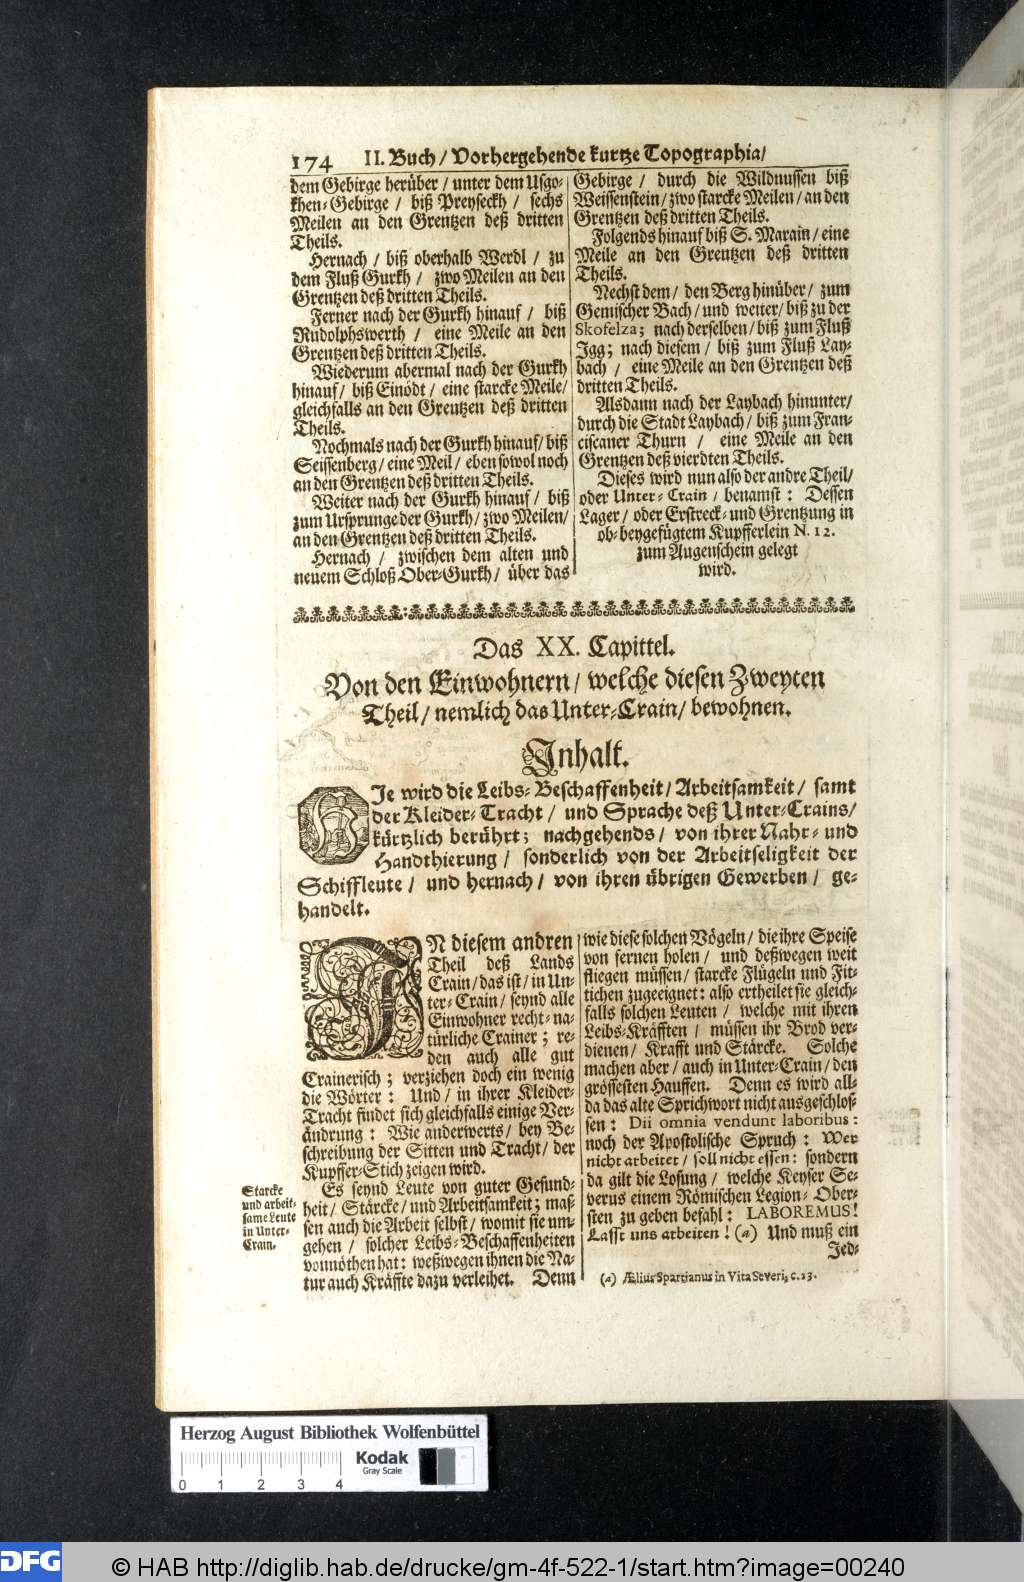 174 II. Buch / Vorhergehende kurtze Topographia/
dem Gebirge herüber / unter dem Usgo-
khen-Gebirge / biß Preyseckh / sechs
Meilen an den Grentzen deß dritten
Theils.
Hernach / biß oberhalb Werdl / zu
dem Fluß Gurkh / zwo Meilen an den
Grentzen deß dritten Theils.
Ferner nach der Gurkh hinauf / biß
Rudolphswerth / eine Meile an den
Grentzen deß dritten Theils.
Wiederum abermal nach der Gurkh
hinauf / biß Einödt / eine starcke Meile/
gleichfalls an den Grentzen deß dritten
Theils.
Nochmals nach der Gurkh hinauf/ biß
Seissenberg / eine Meil / eben sowol noch
an den Grentzen deß dritten Theils.
Weiter nach der Gurkh hinauf / biß
zum Ursprunge der Gurkh / zwo Meilen/
an den Grentzen deß dritten Theils.
Hernach / zwischen dem alten und
neuem Schloß Ober-Gurkh / über das
Gebirge / durch die Wildnussen biß
Weissenstein / zwo starcke Meilen / an den
Grentzen deß dritten Theils.
Folgends hinauf biß S. Marain / eine
Meile an den Grentzen deß dritten
Theils.
Nechst dem / den Berg hinüber / zum
Gemischer Bach / und weiter / biß zu der
Skofelza; nach derselben / biß zum Fluß
Igg; nach diesem / biß zum Fluß Lay-
bach / eine Meile an den Grentzen deß
dritten Theils.
Alsdann nach der Laybach hinunter/
durch die Stadt Laybach / biß zum Fran-
ciscaner Thurn / eine Meile an den
Grentzen deß vierdten Theils.
Dieses wird nun also der andre Theil/
oder Unter-Crain / benamst: Dessen
Lager / oder Erstreck- und Grentzung in
ob-beygefügtem Kupfferlein N. 12.
zum Augenschein gelegt
wird.
Das XX. Capittel.
Von den Einwohnern / welche diesen Zweyten
Theil / nemlich das Unter-Crain / bewohnen.
Inhalt.
Je wird die Leibs-Beschaffenheit / Arbeitsamkeit / samt
der Kleider-Tracht / und Sprache deß Unter-Crains/
kürtzlich berührt; nachgehends / von ihrer Nahr- und
Handthierung / sonderlich von der Arbeitseligkeit der
Schiffleute / und hernach / von ihren übrigen Gewerben / ge-
handelt.
IN diesem andren
Theil deß Lands
Crain / das ist / in Un-
ter-Crain / seynd alle
Einwohner recht-na-
türliche Crainer; re-
den auch alle gut
Crainerisch; verziehen doch ein wenig
die Wörter: Und / in ihrer Kleider-
Tracht findet sich gleichfalls einige Ver-
ändrung: Wie anderwerts / bey Be-
schreibung der Sitten und Tracht / der
Kupffer-Stich zeigen wird.
Starcke
und arbeit-
same Leute
in Unter-
Crain.
Es seynd Leute von guter Gesund-
heit / Stärcke / und Arbeitsamkeit; mas-
sen auch die Arbeit selbst / womit sie um-
gehen / solcher Leibs-Beschaffenheiten
vonnöthen hat: weßwegen ihnen die Na-
tur auch Kräffte dazu verleihet. Denn
wie diese solchen Vögeln / die ihre Speise
von fernen holen / und deßwegen weit
fliegen müssen / starcke Flügeln und Fit-
tichen zugeeignet: also ertheilet sie gleich-
falls solchen Leuten / welche mit ihren
Leibs-Kräfften / müssen ihr Brod ver-
dienen / Krafft und Stärcke. Solche
machen aber / auch in Unter-Crain / den
grössesten Hauffen. Denn es wird all-
da das alte Sprichwort nicht ausgeschlos-
sen: Dii omnia vendunt laboribus:
noch der Apostolische Spruch: Wer
nicht arbeitet / soll nicht essen: sondern
da gilt die Losung / welche Keyser Se-
verus einem Römischen Legion-Ober-
sten zu geben befahl: LABOREMUS!
Lasst uns arbeiten! (a) Und muß ein
Jed-
(a) Ælius Spartianus in Vita Severi, c. 23.
Herzog August Bibliothek Wolfenbüttel
Kodak
Gray Scale
0 1 2 3 4
DFG
© HAB http://diglib.hab.de/drucke/gm-4f-522-1/start.htm?image=00240